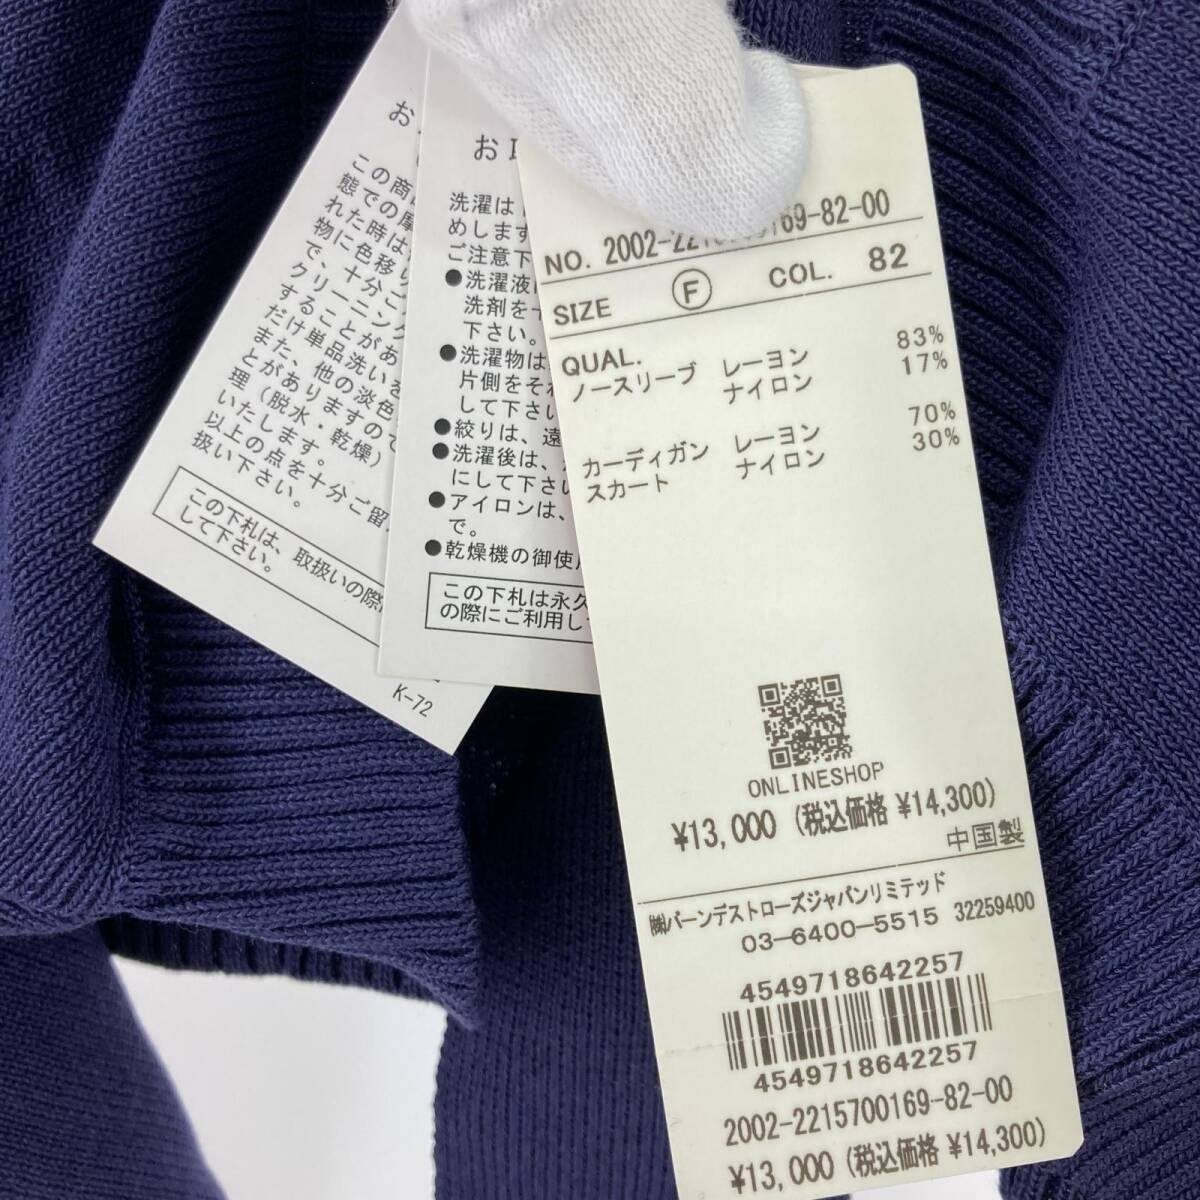 お
この商
態での摩
れた時は
物に色移り
で、十分ご
クリーニング
することがあ
だけ単品洗いを
また、他の淡色
とがありますので
理（脱水・乾燥）
いたします。
以上の点を十分ご留
扱い下さい。
この下札は、取扱いの際
して下さい。
K-72
お取
洗濯は
めします
ご注意下
●洗濯液
洗剤を
下さい。
●洗濯物は
片側をそ
して下さい
●絞りは、遠
●洗濯後は、
にして下さい
●アイロンは、
で。
●乾燥機の御使
この下札は永久
の際にご利用し
NO. 2002-2215700169-82-00
SIZE Ⓕ COL. 82
QUAL.
ノースリーブ レーヨン 83%
ナイロン 17%
カーディガン レーヨン 70%
スカート ナイロン 30%
ONLINESHOP
¥13,000 (税込価格 ¥14,300)
中国製
㈱バーンデストローズジャパンリミテッド
03-6400-5515 32259400
4549718642257
4549718642257
2002-2215700169-82-00
¥13,000 (税込価格 ¥14,300)